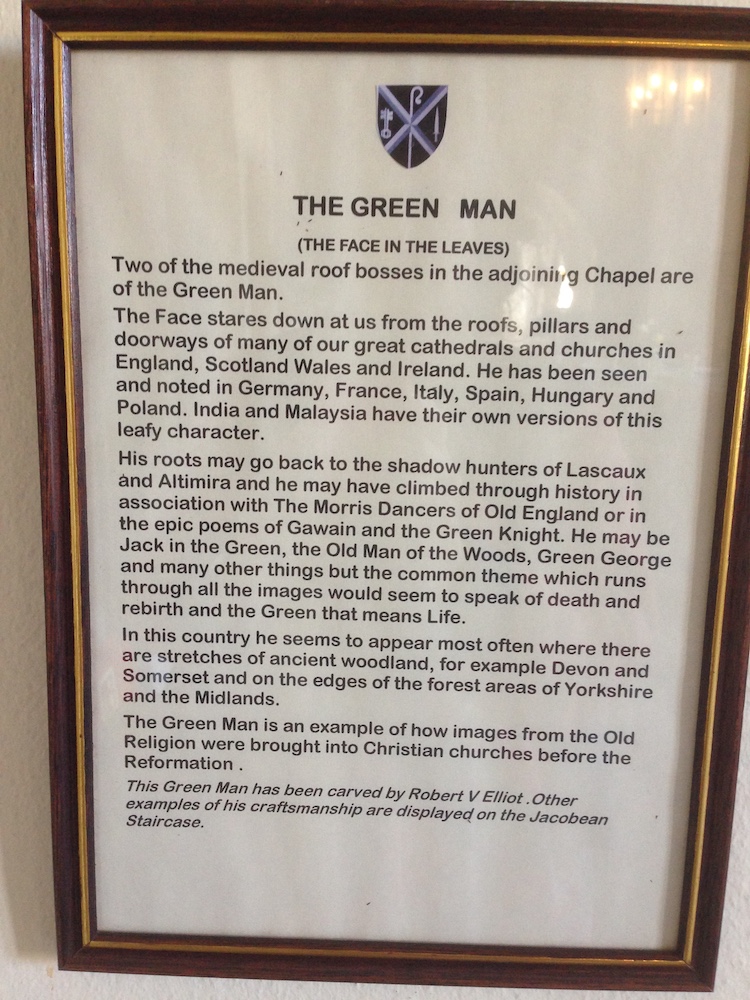 THE GREEN MAN
(THE FACE IN THE LEAVES)
Two of the medieval roof bosses in the adjoining Chapel are
of the Green Man.
The Face stares down at us from the roofs, pillars and
doorways of many of our great cathedrals and churches in
England, Scotland Wales and Ireland. He has been seen
and noted in Germany, France, Italy, Spain, Hungary and
Poland. India and Malaysia have their own versions of this
leafy character.
His roots may go back to the shadow hunters of Lascaux
and Altimira and he may have climbed through history in
association with The Morris Dancers of Old England or in
the epic poems of Gawain and the Green Knight. He may be
Jack in the Green, the Old Man of the Woods, Green George
and many other things but the common theme which runs
through all the images would seem to speak of death and
rebirth and the Green that means Life.
In this country he seems to appear most often where there
are stretches of ancient woodland, for example Devon and
Somerset and on the edges of the forest areas of Yorkshire
and the Midlands.
The Green Man is an example of how images from the Old
Religion were brought into Christian churches before the
Reformation .
This Green Man has been carved by Robert V Elliot .Other
examples of his craftsmanship are displayed on the Jacobean
Staircase.